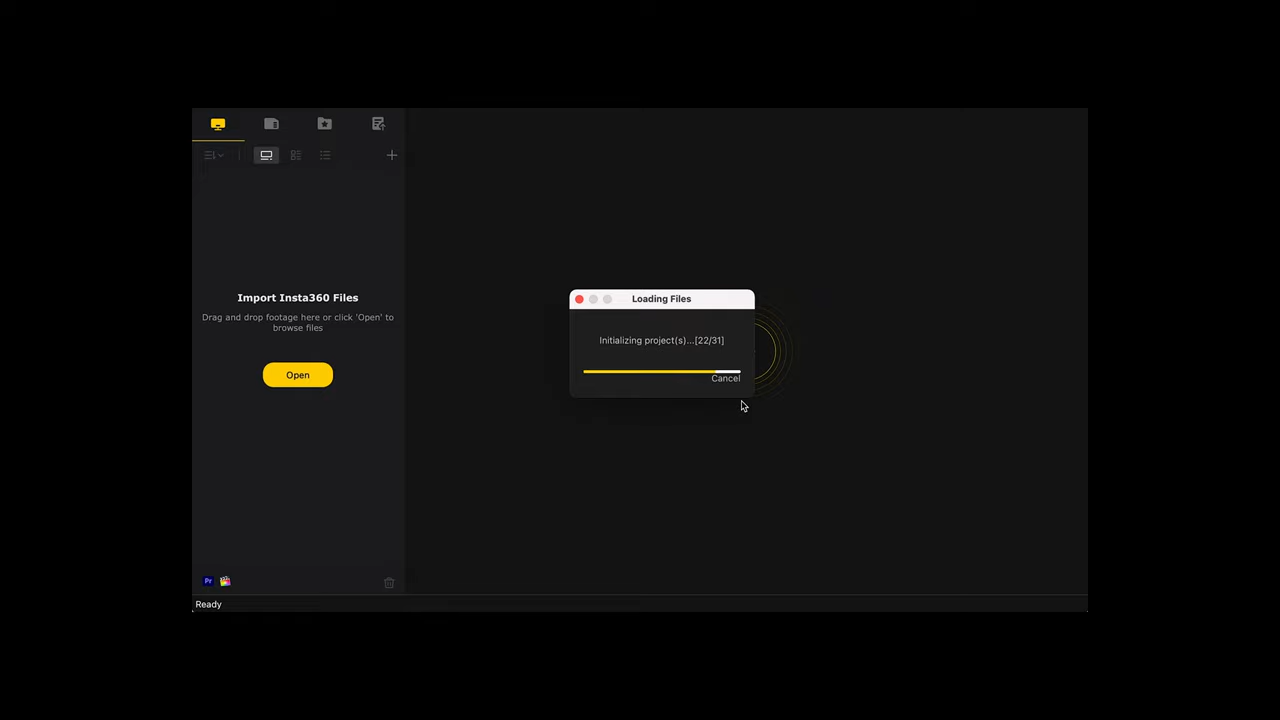 Import Insta360 Files
Drag and drop footage here or click 'Open' to
browse files
Open
Loading Files
Initializing project(s)...[22/31]
Cancel
Pr
Ready